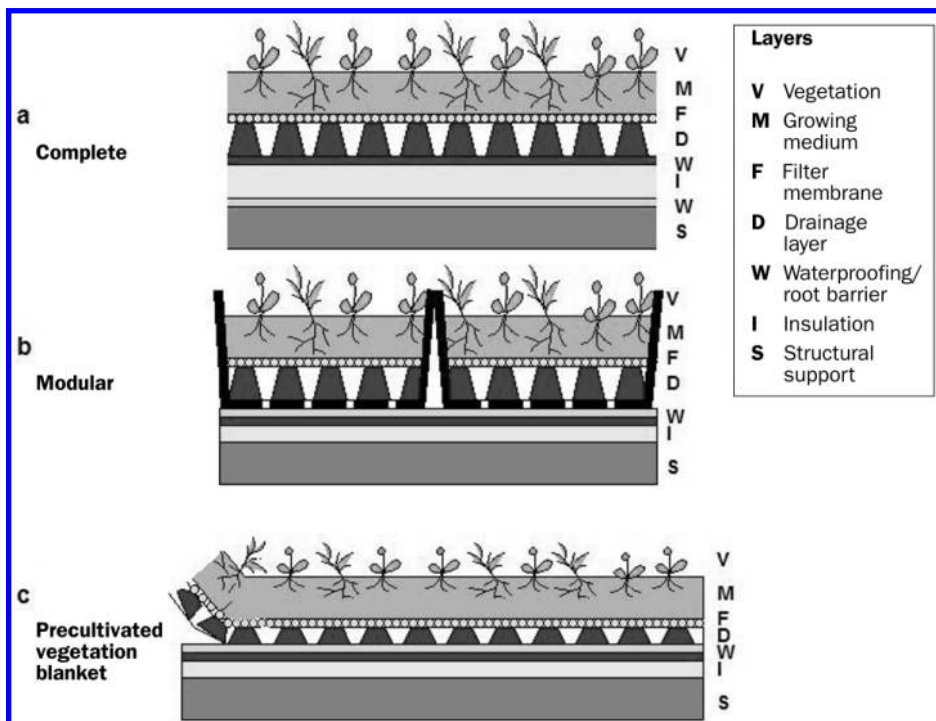 a
Complete
V
M
F
D
W
I
W
S
b
Modular
V
M
F
D
W
I
S
c
Precultivated
vegetation
blanket
V
M
F
D
W
I
S
Layers
V Vegetation
M Growing
medium
F Filter
membrane
D Drainage
layer
W Waterproofing/
root barrier
I Insulation
S Structural
support